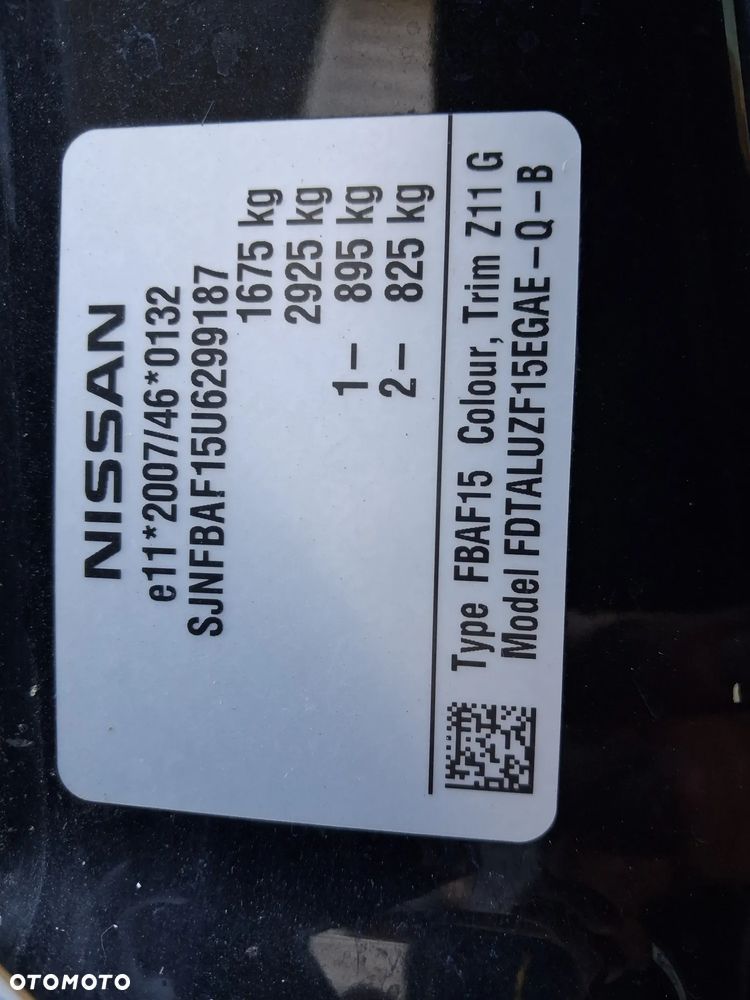 NISSAN
e11*2007/46*0132
SJNFBAF15U6299187
1675 kg
2925 kg
1– 895 kg
2– 825 kg
Type FBAF15 Colour, Trim Z11 G
Model FDTALUZF15EGAE–Q–B
OTOMOTO